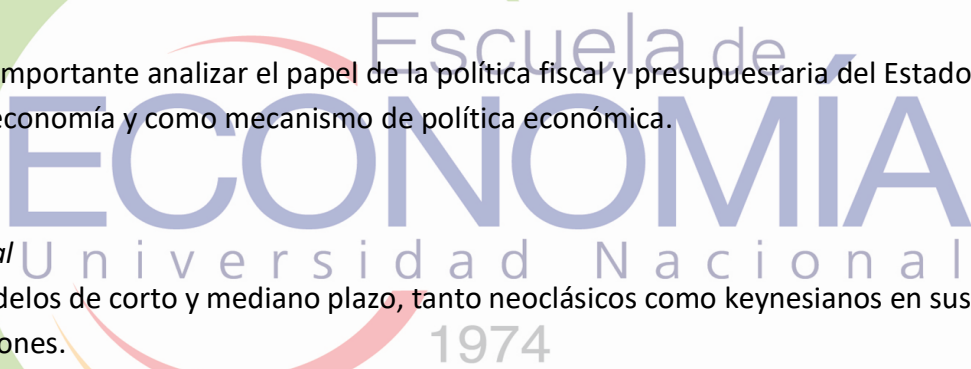 Escuela de
importante analizar el papel de la política fiscal y presupuestaria del Estado
economía y como mecanismo de política económica.
ECONOMÍA
al
Universidad Nacional
delos de corto y mediano plazo, tanto neoclásicos como keynesianos en sus
ones.
1974